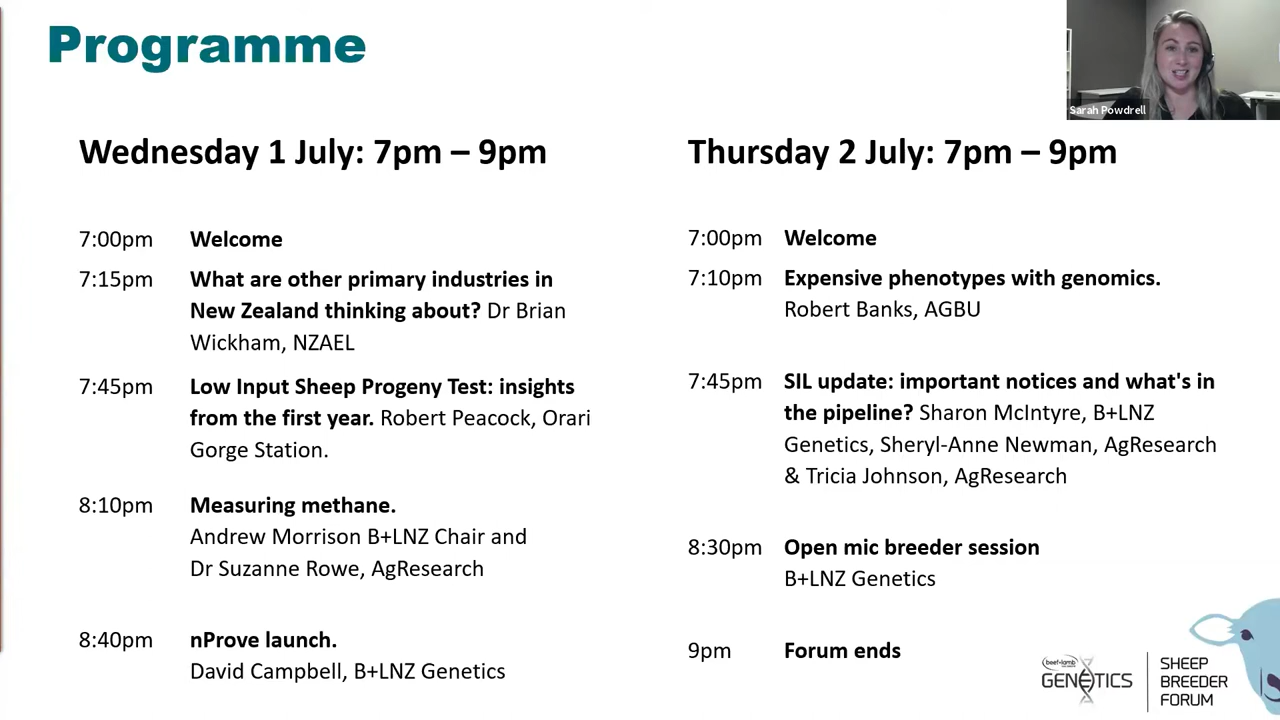 Programme
Sarah Powdrell
Wednesday 1 July: 7pm – 9pm
7:00pm Welcome
7:15pm What are other primary industries in
New Zealand thinking about? Dr Brian
Wickham, NZAEL
7:45pm Low Input Sheep Progeny Test: insights
from the first year. Robert Peacock, Orari
Gorge Station.
8:10pm Measuring methane.
Andrew Morrison B+LNZ Chair and
Dr Suzanne Rowe, AgResearch
8:40pm nProve launch.
David Campbell, B+LNZ Genetics
Thursday 2 July: 7pm – 9pm
7:00pm Welcome
7:10pm Expensive phenotypes with genomics.
Robert Banks, AGBU
7:45pm SIL update: important notices and what's in
the pipeline? Sharon McIntyre, B+LNZ
Genetics, Sheryl-Anne Newman, AgResearch
& Tricia Johnson, AgResearch
8:30pm Open mic breeder session
B+LNZ Genetics
9pm Forum ends
beef+lamb
GENETICS
SHEEP
BREEDER
FORUM